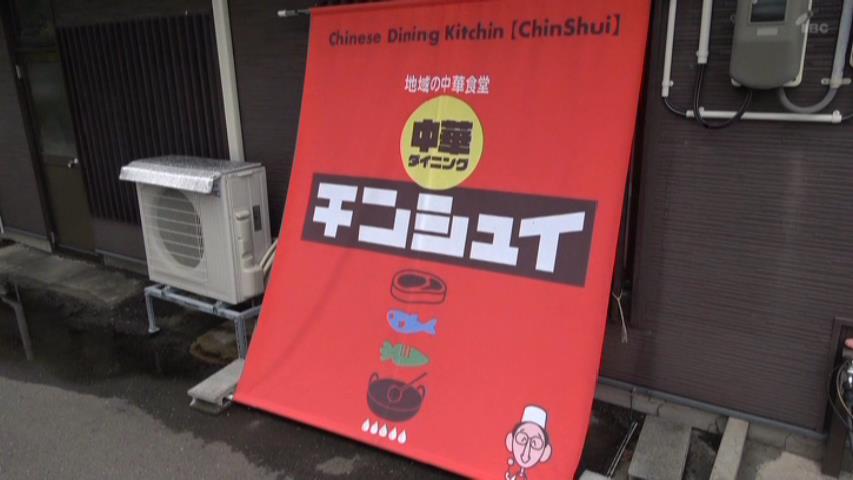 Chinese Dining Kitchin【ChinShui】
地域の中華食堂
中華
ダイニング
チンシュイ
IBC